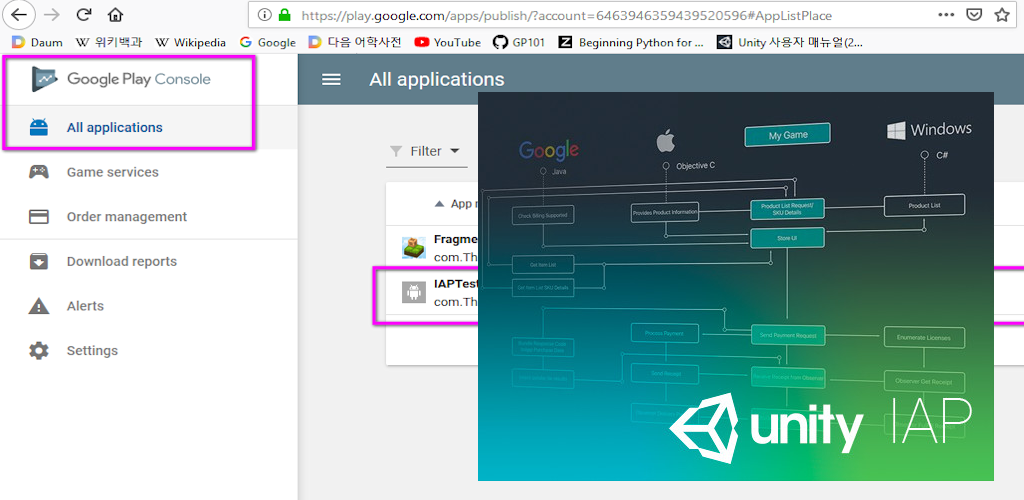 https://play.google.com/apps/publish/?account=6463946359439520596#AppListPlace
Daum 위키백과 Wikipedia Google 다음 어학사전 YouTube GP101 Beginning Python for ... Unity 사용자 매뉴얼(2...
Google Play Console
All applications
Game services
Order management
Download reports
Alerts
Settings
All applications
Filter
App n
Fragme
com.Th
IAPTest
com.Th
Google
Java
Objective C
My Game
Windows
C#
Check Billing Supported
Provides Product Information
Product List Request/
SKU Details
Product List
Store UI
Get Item List
Get Item List SKU Details
Process Payment
Send Payment Request
Enumerate Licenses
Send Receipt
Observer Get Receipt
unity IAP